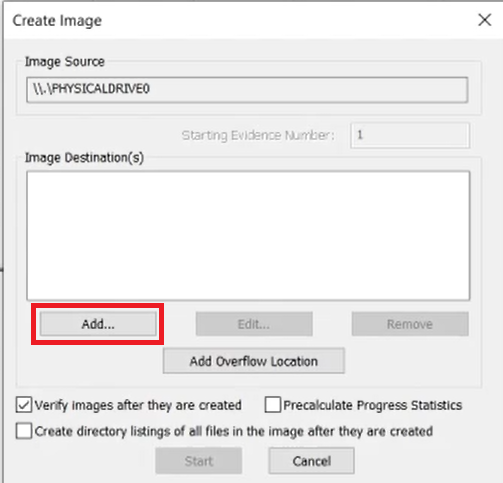 Create Image
Image Source
\\.\PHYSICALDRIVE0
Starting Evidence Number: 1
Image Destination(s)
Add... Edit... Remove
Add Overflow Location
Verify images after they are created Precalculate Progress Statistics
Create directory listings of all files in the image after they are created
Start Cancel